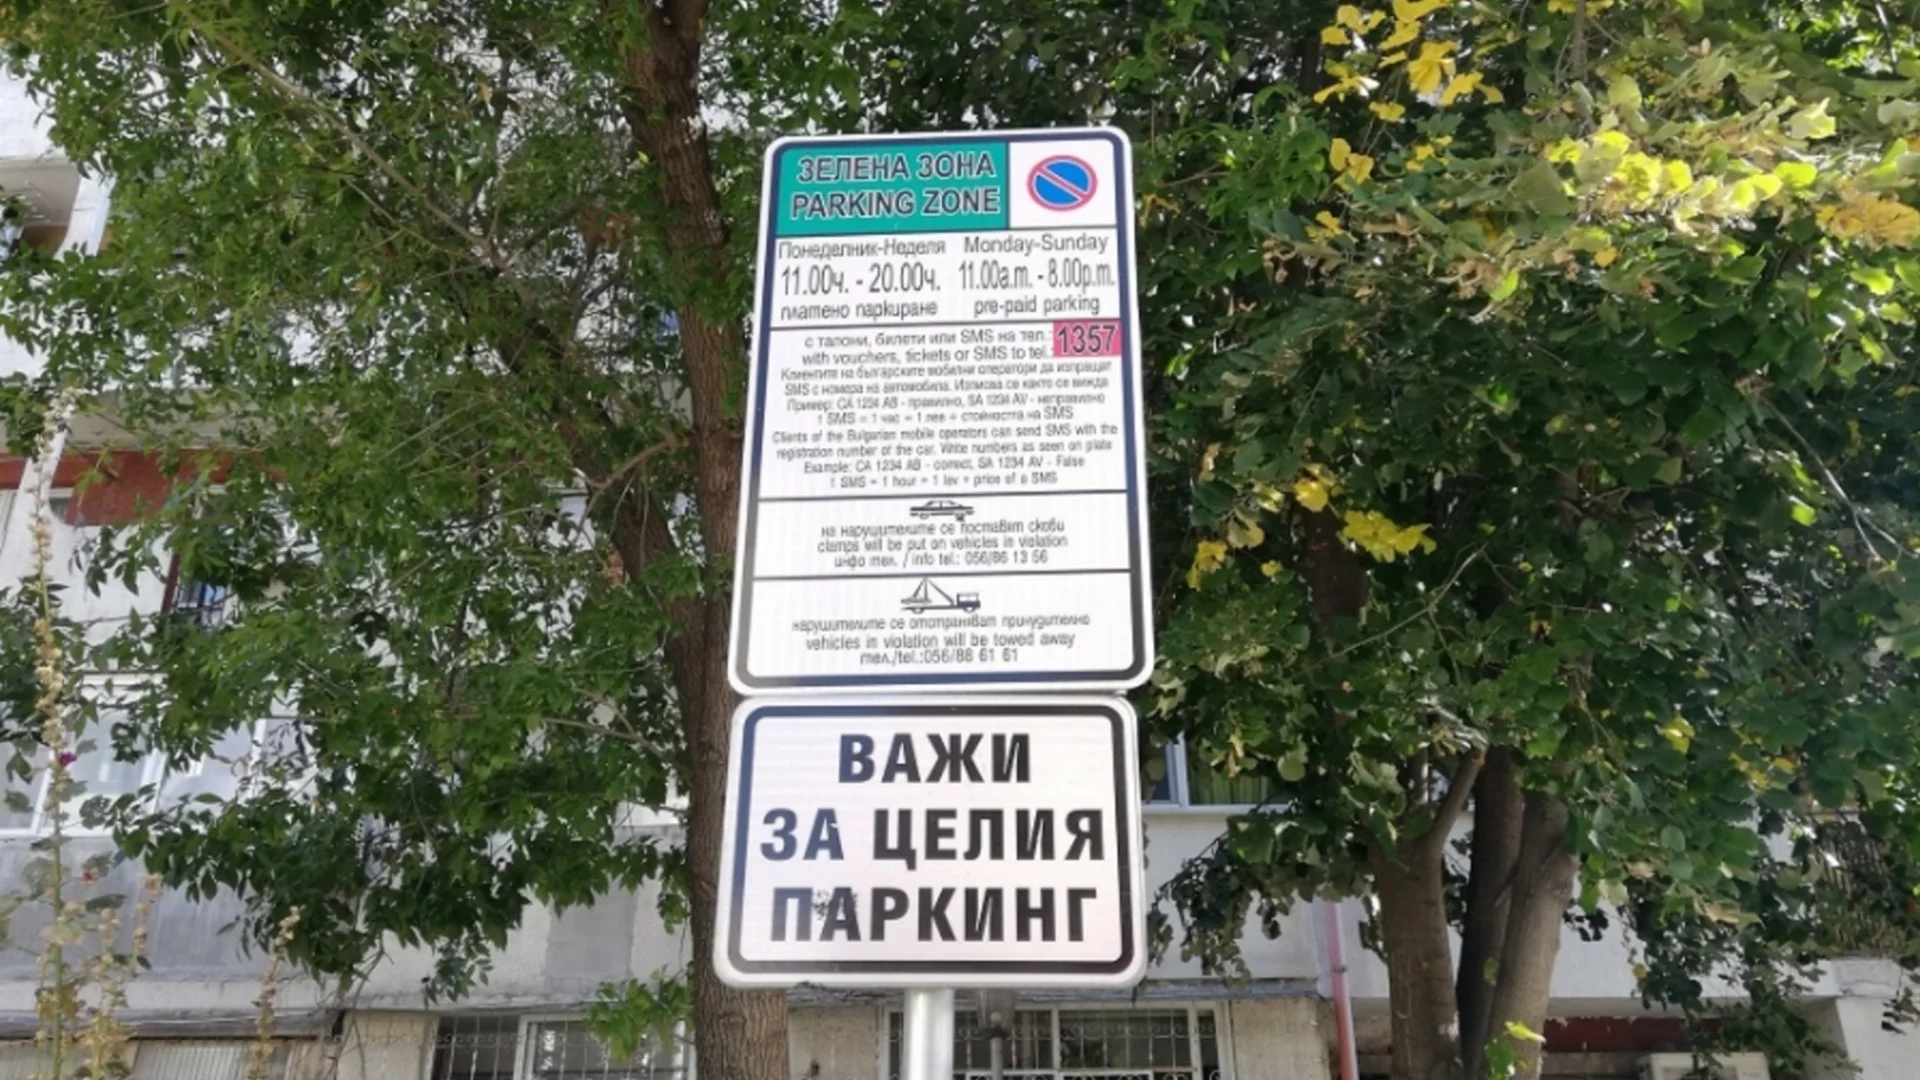 ЗЕЛЕНА ЗОНА
PARKING ZONE
Понеделник-Неделя Monday-Sunday
11.00ч. - 20.00ч. 11.00a.m. - 8.00p.m.
платено паркиране pre-paid parking
с талони, билети или SMS на тел.: 1357
with vouchers, tickets or SMS to tel.:
Клиентите на българските мобилни оператори да изпращат
SMS с номера на автомобила. Изписва се както се вижда
Пример: CA 1234 AB - правилно, SA 1234 AV - неправилно
1 SMS = 1 час = 1 лев + стойността на SMS
Clients of the Bulgarian mobile operators can send SMS with the
registration number of the car. Write numbers as seen on plate
Example: CA 1234 AB - correct, SA 1234 AV - False
1 SMS = 1 hour = 1 lev + price of a SMS
на нарушителите се поставят скоби
clamps will be put on vehicles in violation
инфо тел. / info tel.: 056/86 13 56
нарушителите се отстраняват принудително
vehicles in violation will be towed away
тел./tel.:056/88 61 61
ВАЖИ
ЗА ЦЕЛИЯ
ПАРКИНГ